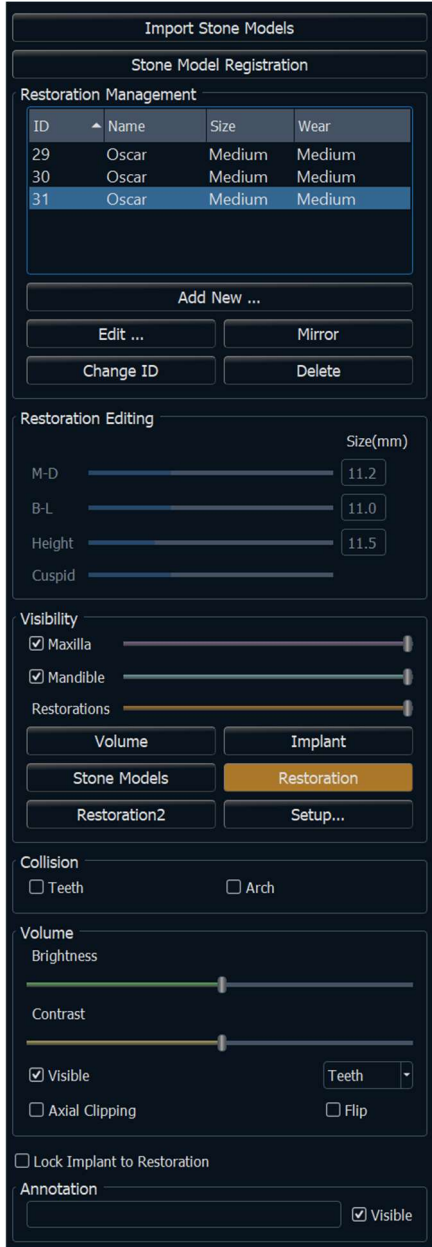 Import Stone Models
Stone Model Registration
Restoration Management
ID Name Size Wear
29 Oscar Medium Medium
30 Oscar Medium Medium
31 Oscar Medium Medium
Add New ...
Edit ... Mirror
Change ID Delete
Restoration Editing
Size(mm)
M-D 11.2
B-L 11.0
Height 11.5
Cuspid
Visibility
Maxilla
Mandible
Restorations
Volume Implant
Stone Models Restoration
Restoration2 Setup...
Collision
Teeth Arch
Volume
Brightness
Contrast
Visible Teeth
Axial Clipping Flip
Lock Implant to Restoration
Annotation
Visible